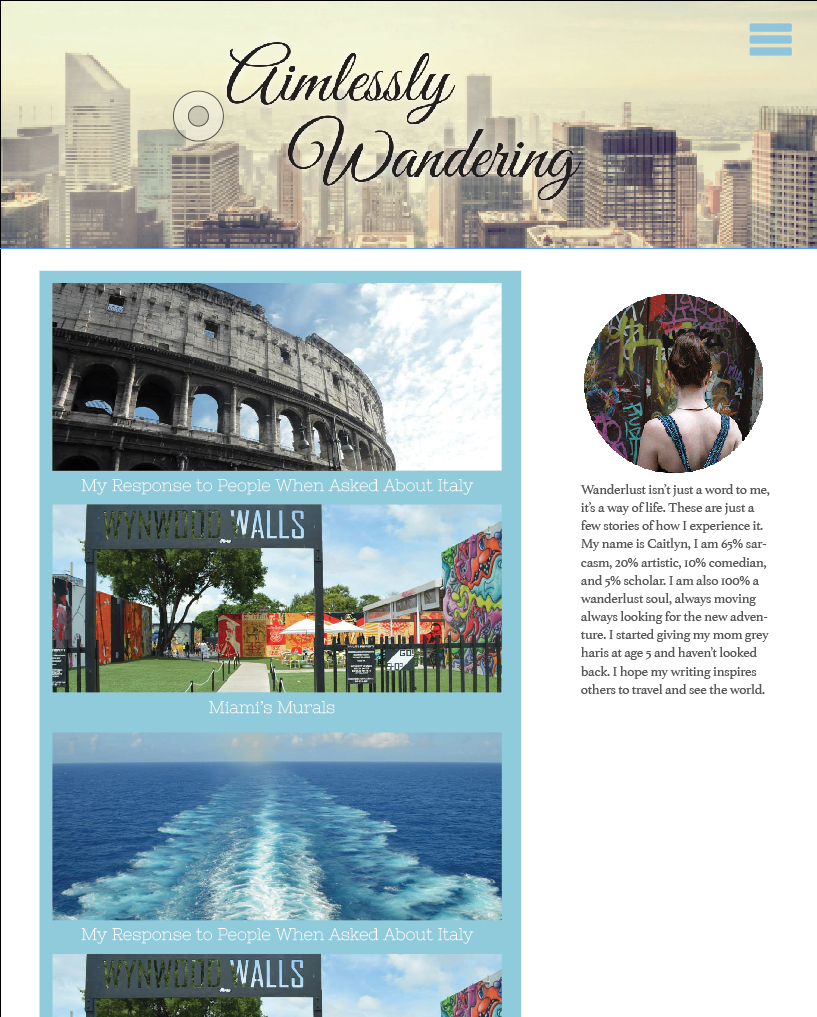 Aimlessly
Wandering
My Response to People When Asked About Italy
WYNWOOD WALLS
Miami's Murals
My Response to People When Asked About Italy
WYNWOOD WALLS
Wanderlust isn't just a word to me,
it's a way of life. These are just a
few stories of how I experience it.
My name is Caitlyn, I am 65% sar-
casm, 20% artistic, 10% comedian,
and 5% scholar. I am also 100% a
wanderlust soul, always moving
always looking for the new adven-
ture. I started giving my mom grey
haris at age 5 and haven't looked
back. I hope my writing inspires
others to travel and see the world.